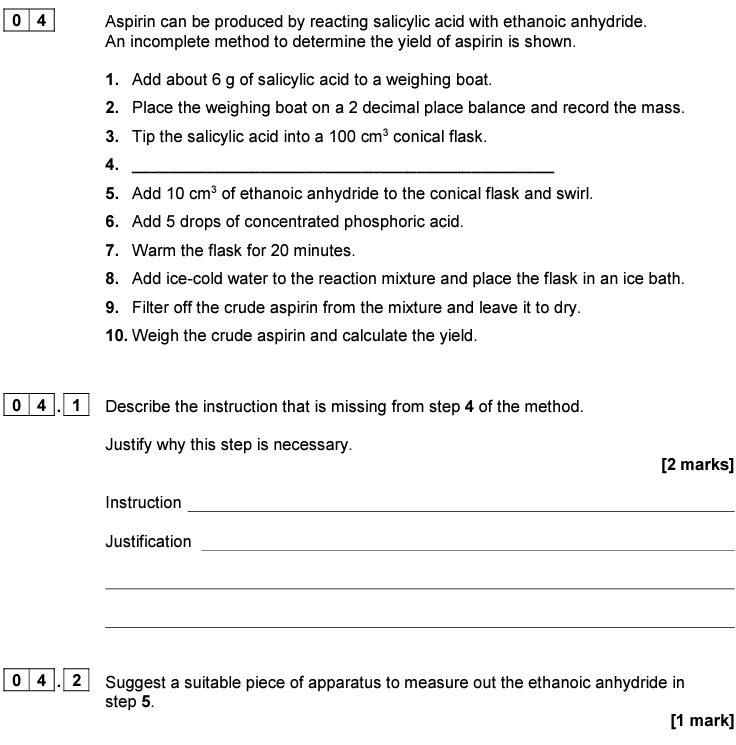 0 4 Aspirin can be produced by reacting salicylic acid with ethanoic anhydride.
An incomplete method to determine the yield of aspirin is shown.
1. Add about 6 g of salicylic acid to a weighing boat.
2. Place the weighing boat on a 2 decimal place balance and record the mass.
3. Tip the salicylic acid into a 100 cm³ conical flask.
4. 
5. Add 10 cm³ of ethanoic anhydride to the conical flask and swirl.
6. Add 5 drops of concentrated phosphoric acid.
7. Warm the flask for 20 minutes.
8. Add ice-cold water to the reaction mixture and place the flask in an ice bath.
9. Filter off the crude aspirin from the mixture and leave it to dry.
10. Weigh the crude aspirin and calculate the yield.
0 4 . 1 Describe the instruction that is missing from step 4 of the method.
Justify why this step is necessary.
[2 marks]
Instruction
Justification
0 4 . 2 Suggest a suitable piece of apparatus to measure out the ethanoic anhydride in
step 5.
[1 mark]